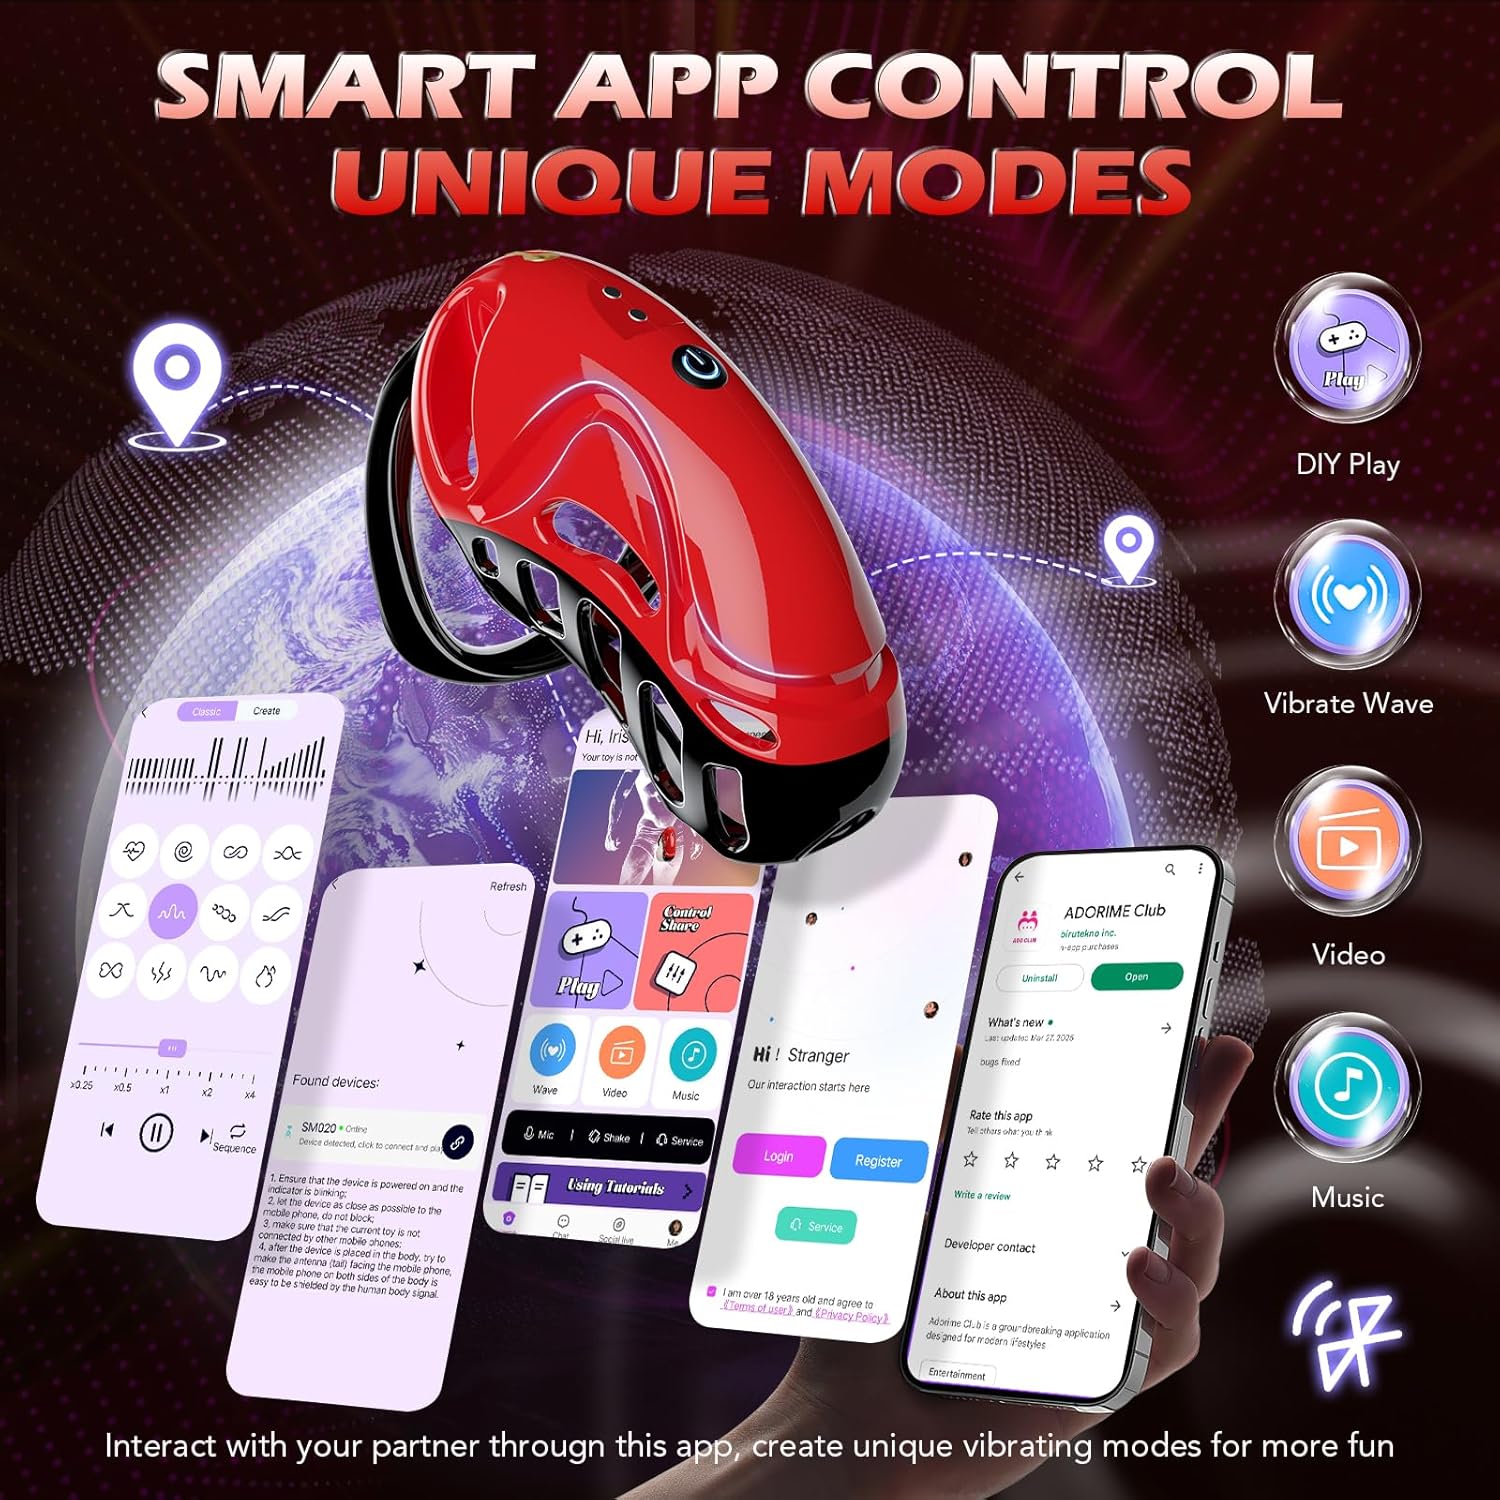 SMART APP CONTROL
UNIQUE MODES
Play
DIY Play
Vibrate Wave
Video
Music
Classic
Create
x0.25
x0.5
x1
x2
x4
Sequence
Refresh
Found devices:
SM020
Online
Device detected, click to connect and play
1. Ensure that the device is powered on and the
indicator is blinking;
2. let the device as close as possible to the
mobile phone, do not block;
3, make sure that the current toy is not
connected by other mobile phones;
4, after the device is placed in the body, try to
make the antenna (tail) facing the mobile phone,
the mobile phone on both sides of the body is
easy to be shielded by the human body signal.
Hi, Iris
Your toy is not
Play
Control
Share
Wave
Video
Music
Mic
Shake
Service
Using Tutorials
Chat
Social live
Me
Hi ! Stranger
Our interaction starts here
Login
Register
Service
I am over 18 years old and agree to
《Terms of user》 and 《Privacy Policy》
ADORIME Club
birutekno inc.
n-app purchases
ADO CLUB
Uninstall
Open
What's new
Last updated Mar 27, 2025
bugs fixed
Rate this app
Tell others what you think
Write a review
Developer contact
About this app
Adorime Club is a groundbreaking application
designed for modern lifestyles
Entertainment
Interact with your partner throughn this app, create unique vibrating modes for more fun